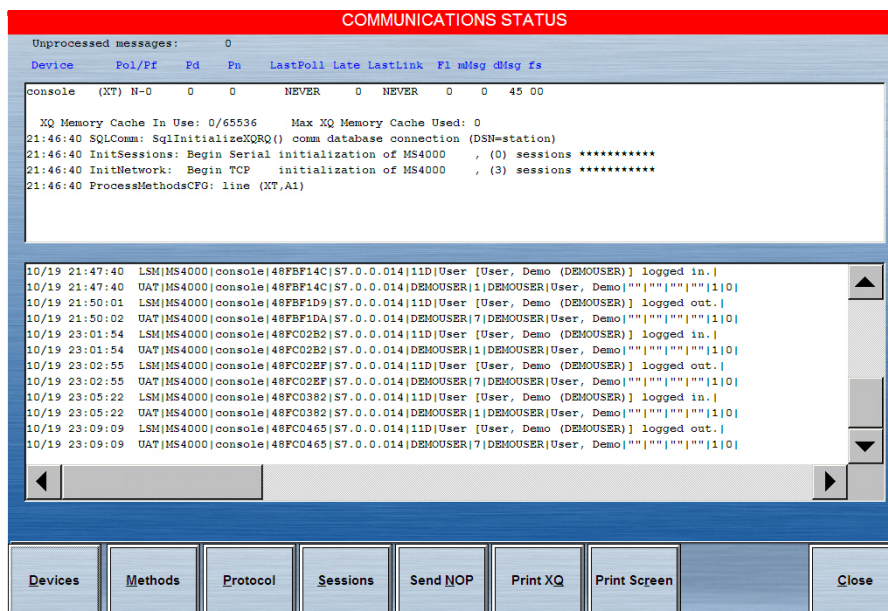 COMMUNICATIONS STATUS
Unprocessed messages: 0
Device Pol/Pf Pd Pn LastPoll Late LastLink Fl mMsg dMsg fs
console (XT) N-0 0 0 NEVER 0 NEVER 0 0 45 00
XQ Memory Cache In Use: 0/65536 Max XQ Memory Cache Used: 0
21:46:40 SQLComm: SqlInitializeXQRQ() comm database connection (DSN=station)
21:46:40 InitSessions: Begin Serial initialization of MS4000 , (0) sessions ***********
21:46:40 InitNetwork: Begin TCP initialization of MS4000 , (3) sessions ***********
21:46:40 ProcessMethodsCFG: line (XT,A1)
10/19 21:47:40 LSM|MS4000|console|48FBF14C|S7.0.0.014|11D|User [User, Demo (DEMOUSER)] logged in.|
10/19 21:47:40 UAT|MS4000|console|48FBF14C|S7.0.0.014|DEMOUSER|1|DEMOUSER|User, Demo|""|""|""|""|1|0|
10/19 21:50:01 LSM|MS4000|console|48FBF1D9|S7.0.0.014|11D|User [User, Demo (DEMOUSER)] logged out.|
10/19 21:50:02 UAT|MS4000|console|48FBF1DA|S7.0.0.014|DEMOUSER|7|DEMOUSER|User, Demo|""|""|""|""|1|0|
10/19 23:01:54 LSM|MS4000|console|48FC02B2|S7.0.0.014|11D|User [User, Demo (DEMOUSER)] logged in.|
10/19 23:01:54 UAT|MS4000|console|48FC02B2|S7.0.0.014|DEMOUSER|1|DEMOUSER|User, Demo|""|""|""|""|1|0|
10/19 23:02:55 LSM|MS4000|console|48FC02EF|S7.0.0.014|11D|User [User, Demo (DEMOUSER)] logged out.|
10/19 23:02:55 UAT|MS4000|console|48FC02EF|S7.0.0.014|DEMOUSER|7|DEMOUSER|User, Demo|""|""|""|""|1|0|
10/19 23:05:22 LSM|MS4000|console|48FC0382|S7.0.0.014|11D|User [User, Demo (DEMOUSER)] logged in.|
10/19 23:05:22 UAT|MS4000|console|48FC0382|S7.0.0.014|DEMOUSER|1|DEMOUSER|User, Demo|""|""|""|""|1|0|
10/19 23:09:09 LSM|MS4000|console|48FC0465|S7.0.0.014|11D|User [User, Demo (DEMOUSER)] logged out.|
10/19 23:09:09 UAT|MS4000|console|48FC0465|S7.0.0.014|DEMOUSER|7|DEMOUSER|User, Demo|""|""|""|""|1|0|
Devices Methods Protocol Sessions Send NOP Print XQ Print Screen Close